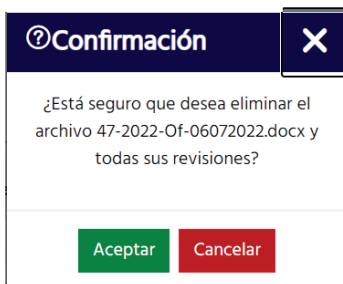 Confirmación
¿Está seguro que desea eliminar el
archivo 47-2022-Of-06072022.docx y
todas sus revisiones?
Aceptar
Cancelar